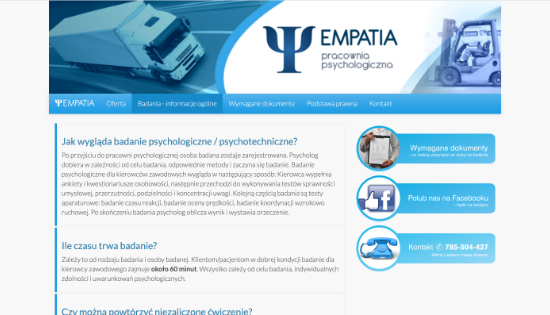 EMPATIA
pracownia
psychologiczna
EMPATIA Oferta Badania - informacje ogólne Wymagane dokumenty Podstawa prawna Kontakt
Jak wygląda badanie psychologiczne / psychotechniczne?
Po przyjściu do pracowni psychologicznej osoba badana zostaje zarejestrowana. Psycholog
dobiera w zależności od celu badania, odpowiednie metody i zaczyna się badanie. Badanie
psychologiczne dla kierowców zawodowych wygląda w następujący sposób: Kierowca wypełnia
ankiety i kwestionariusze osobowości, następnie przechodzi do wykonywania testów sprawności
umysłowej, przerzutności, podzielności i koncentracji uwagi. Kolejną częścią badania są testy
aparaturowe: badanie czasu reakcji, badanie oceny prędkości, badanie koordynacji wzrokowo
ruchowej. Po skończeniu badania psycholog oblicza wynik i wystawia orzeczenie.
Ile czasu trwa badanie?
Zależy to od rodzaju badania i osoby badanej. Klientom/pacjentom w dobrej kondycji badanie dla
kierowcy zawodowego zajmuje około 60 minut. Wszystko zależy od celu badania, indywidualnych
zdolności i uwarunkowań psychologicznych.
Czy można powtórzyć niezaliczone ćwiczenie?
Wymagane dokumenty
Polub nas na Facebooku
Kontakt 795-504-427